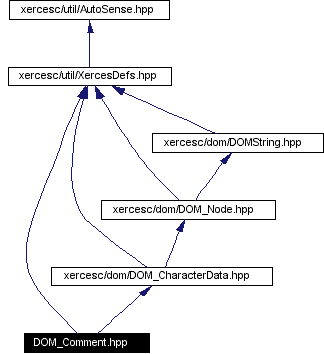 xercesc/util/AutoSense.hpp
xercesc/util/XercesDefs.hpp
xercesc/dom/DOMString.hpp
xercesc/dom/DOM_Node.hpp
xercesc/dom/DOM_CharacterData.hpp
DOM_Comment.hpp